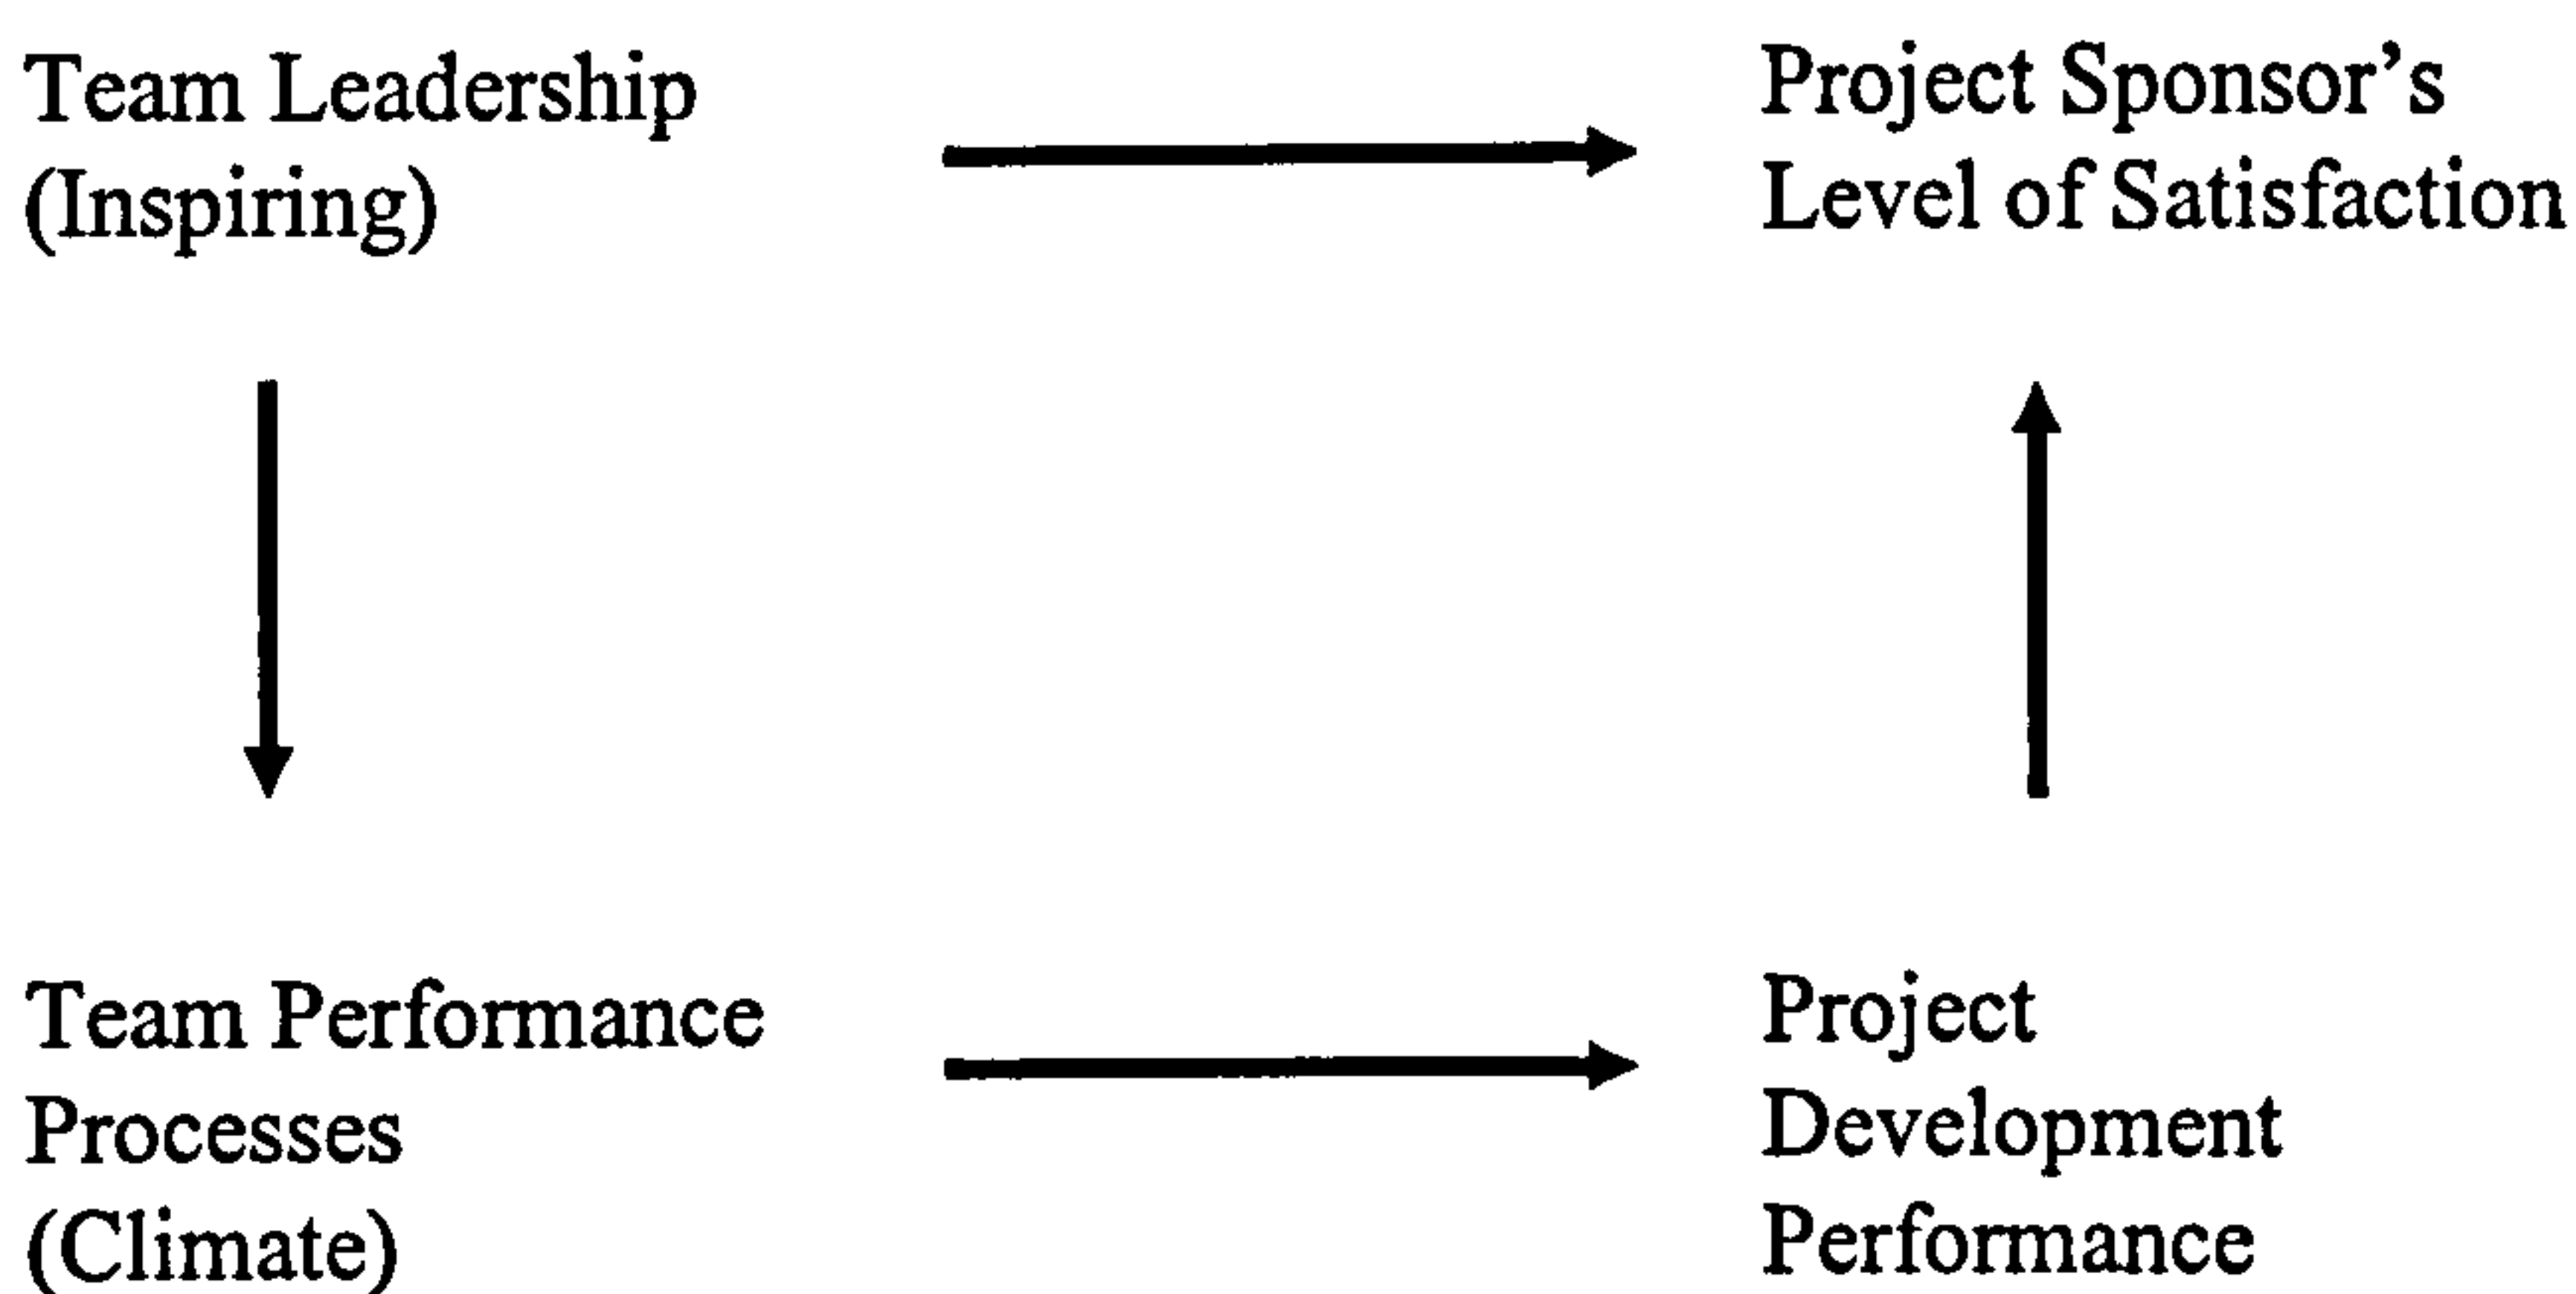 Team Leadership
(Inspiring)
Project Sponsor’s
Level of Satisfaction
Team Performance
Processes
(Climate)
Project
Development
Performance